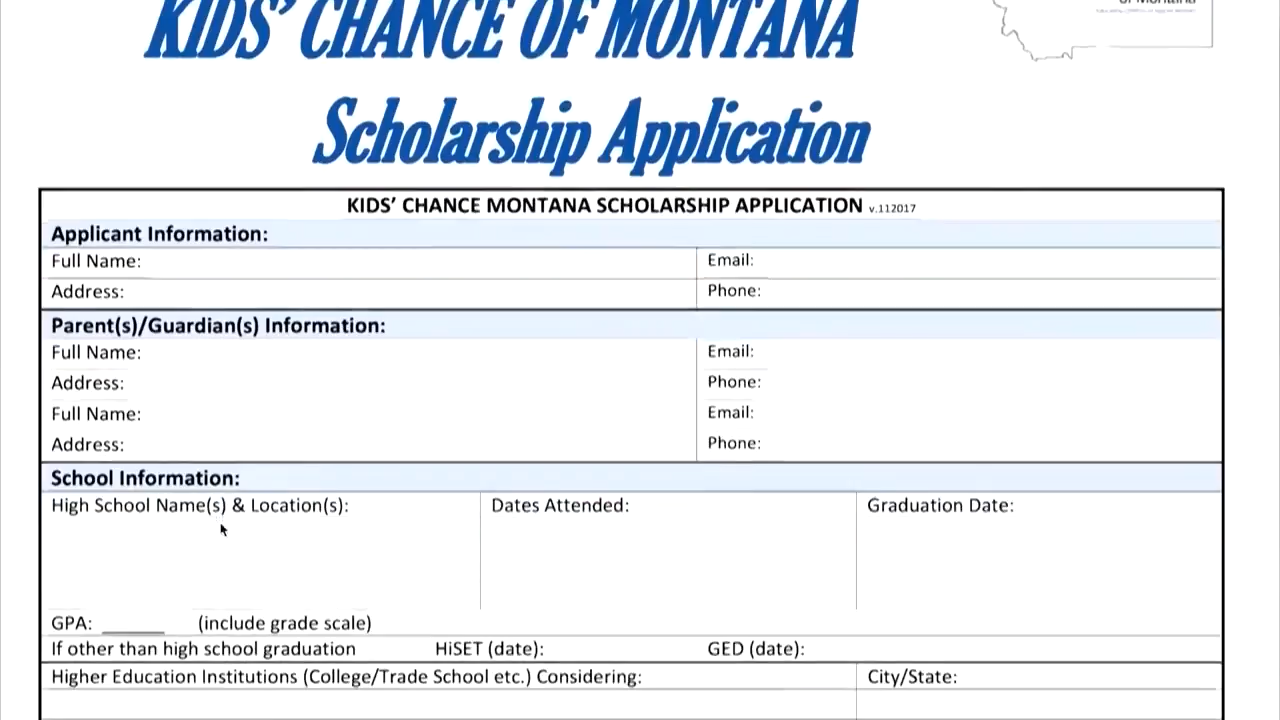 KIDS' CHANCE OF MONTANA
of Montana
Scholarship Application
KIDS' CHANCE MONTANA SCHOLARSHIP APPLICATION v.112017
Applicant Information:
Full Name: Email:
Address: Phone:
Parent(s)/Guardian(s) Information:
Full Name: Email:
Address: Phone:
Full Name: Email:
Address: Phone:
School Information:
High School Name(s) & Location(s): Dates Attended: Graduation Date:
GPA: ______ (include grade scale)
If other than high school graduation HiSET (date): GED (date):
Higher Education Institutions (College/Trade School etc.) Considering: City/State: